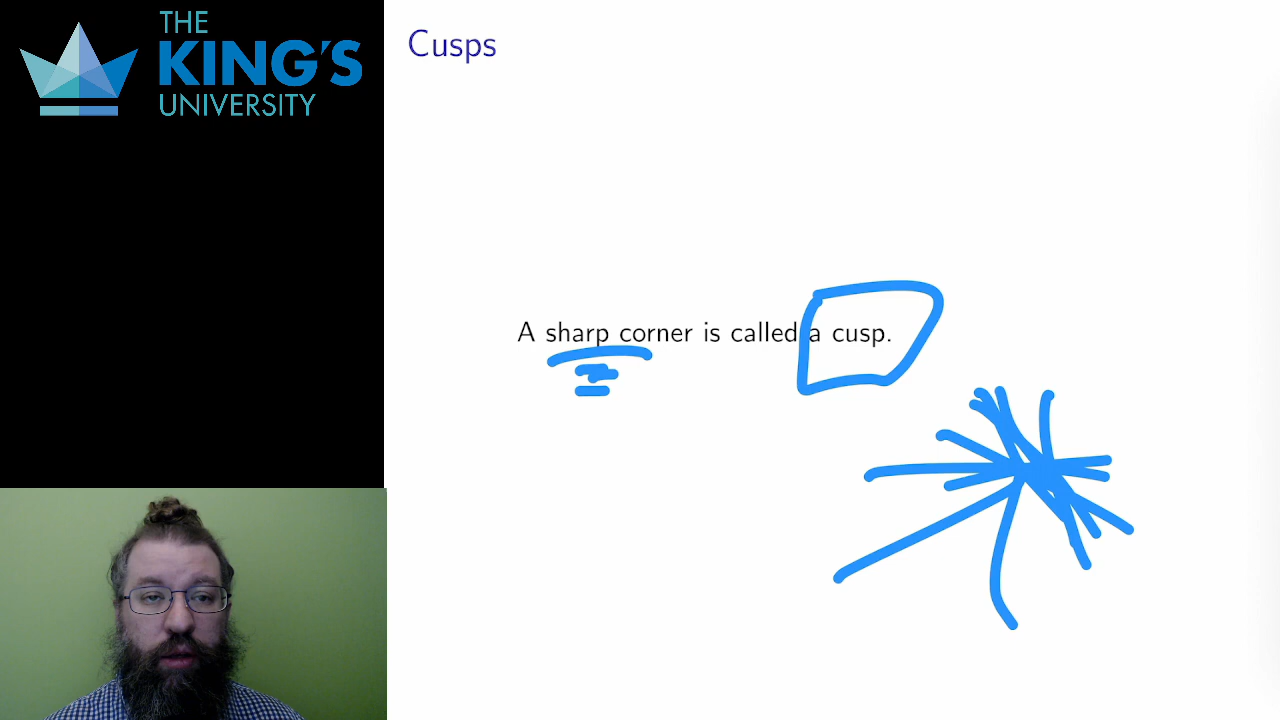 THE
KING'S
UNIVERSITY
Cusps
A sharp corner is called a cusp.